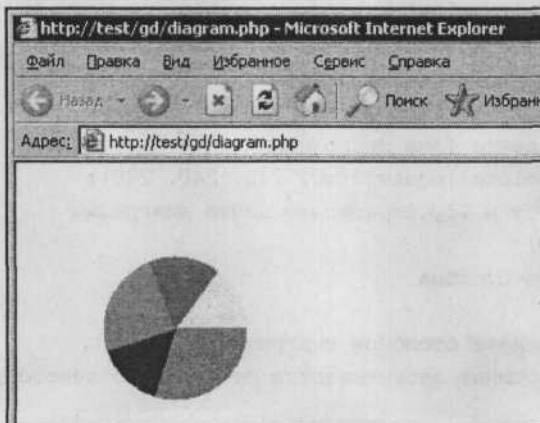 http://test/gd/diagram.php - Microsoft Internet Explorer
Файл Правка Вид Избранное Сервис Справка
Назад Поиск Избранн
Адрес: http://test/gd/diagram.php